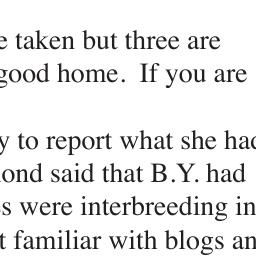 e taken but three are
good home. If you are
y to report what she had
ond said that B.Y. had
s were interbreeding in
t familiar with blogs an